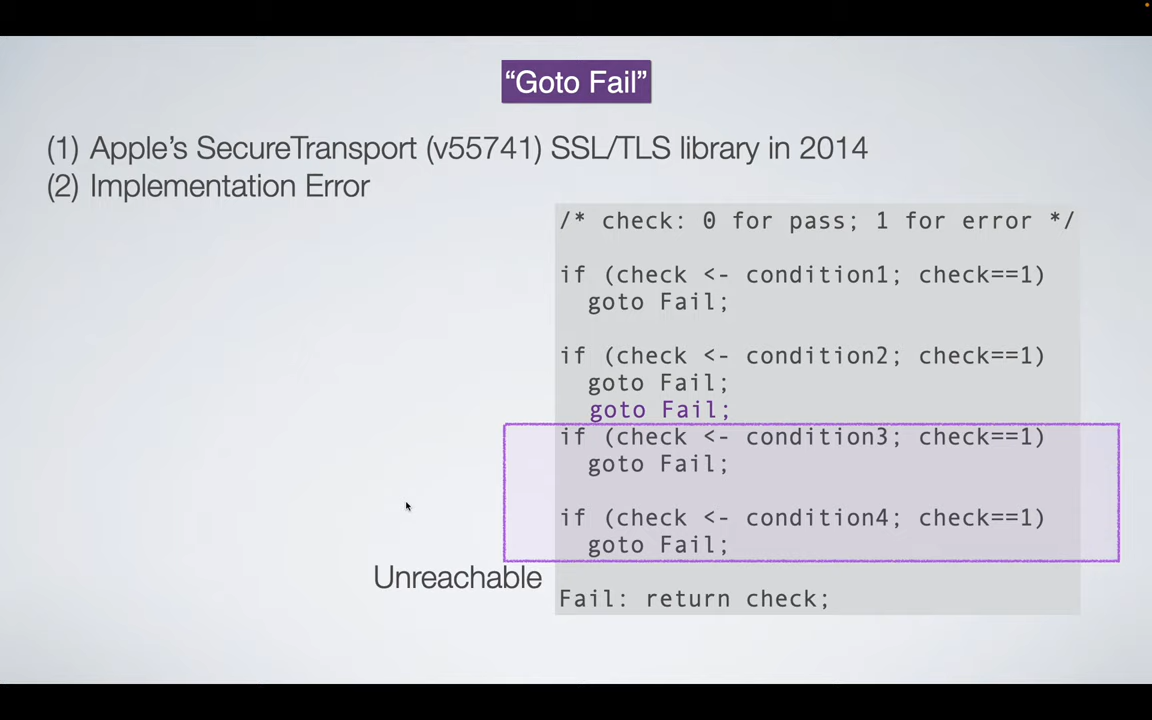 “Goto Fail”
(1) Apple’s SecureTransport (v55741) SSL/TLS library in 2014
(2) Implementation Error
/* check: 0 for pass; 1 for error */
if (check <- condition1; check==1)
goto Fail;
if (check <- condition2; check==1)
goto Fail;
goto Fail;
if (check <- condition3; check==1)
goto Fail;
if (check <- condition4; check==1)
goto Fail;
Unreachable
Fail: return check;